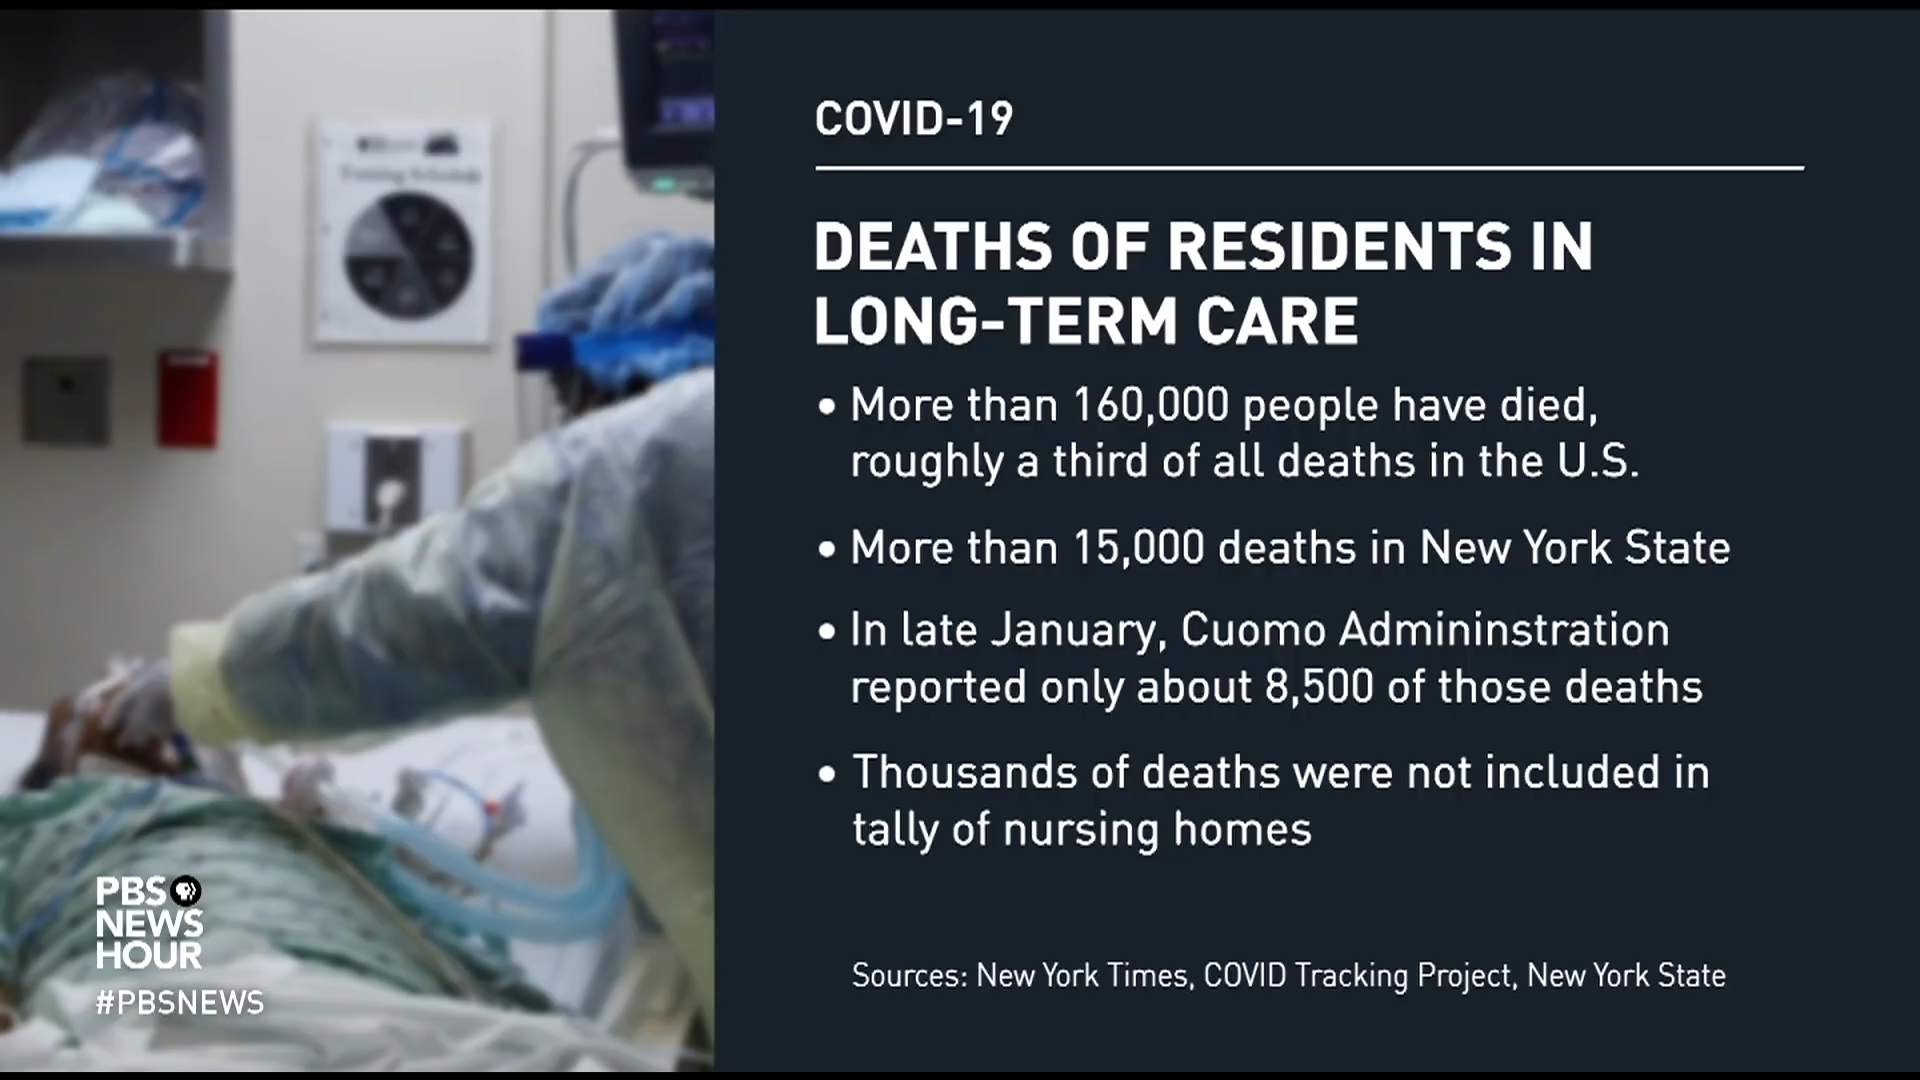 COVID-19
DEATHS OF RESIDENTS IN
LONG-TERM CARE
• More than 160,000 people have died,
roughly a third of all deaths in the U.S.
• More than 15,000 deaths in New York State
• In late January, Cuomo Admininstration
reported only about 8,500 of those deaths
• Thousands of deaths were not included in
tally of nursing homes
Sources: New York Times, COVID Tracking Project, New York State
PBS
NEWS
HOUR
#PBSNEWS